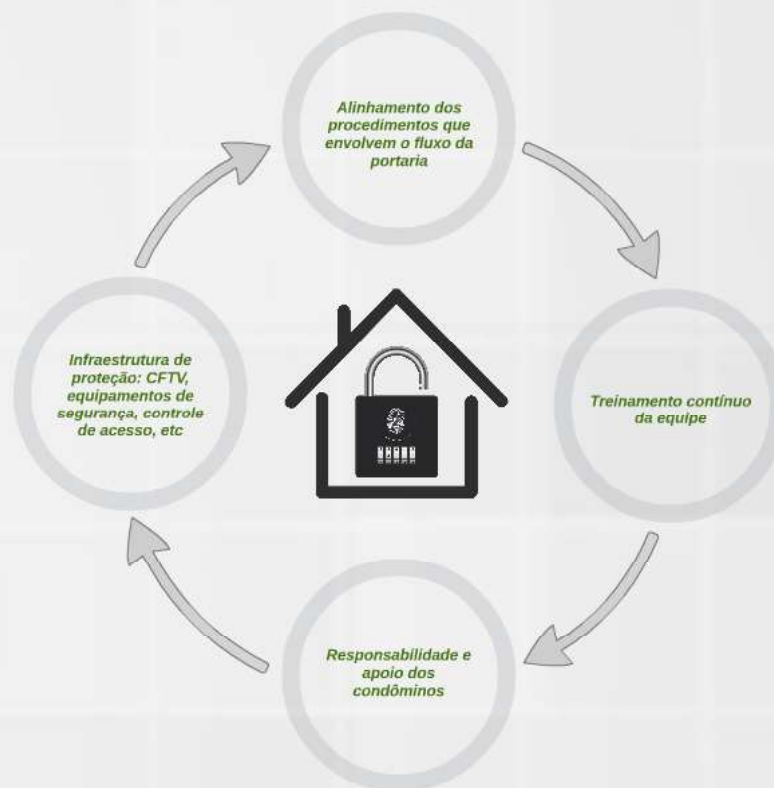 Alinhamento dos
procedimentos que
envolvem o fluxo da
portaria
Treinamento contínuo
da equipe
Responsabilidade e
apoio dos
condôminos
Infraestrutura de
proteção: CFTV,
equipamentos de
segurança, controle
de acesso, etc